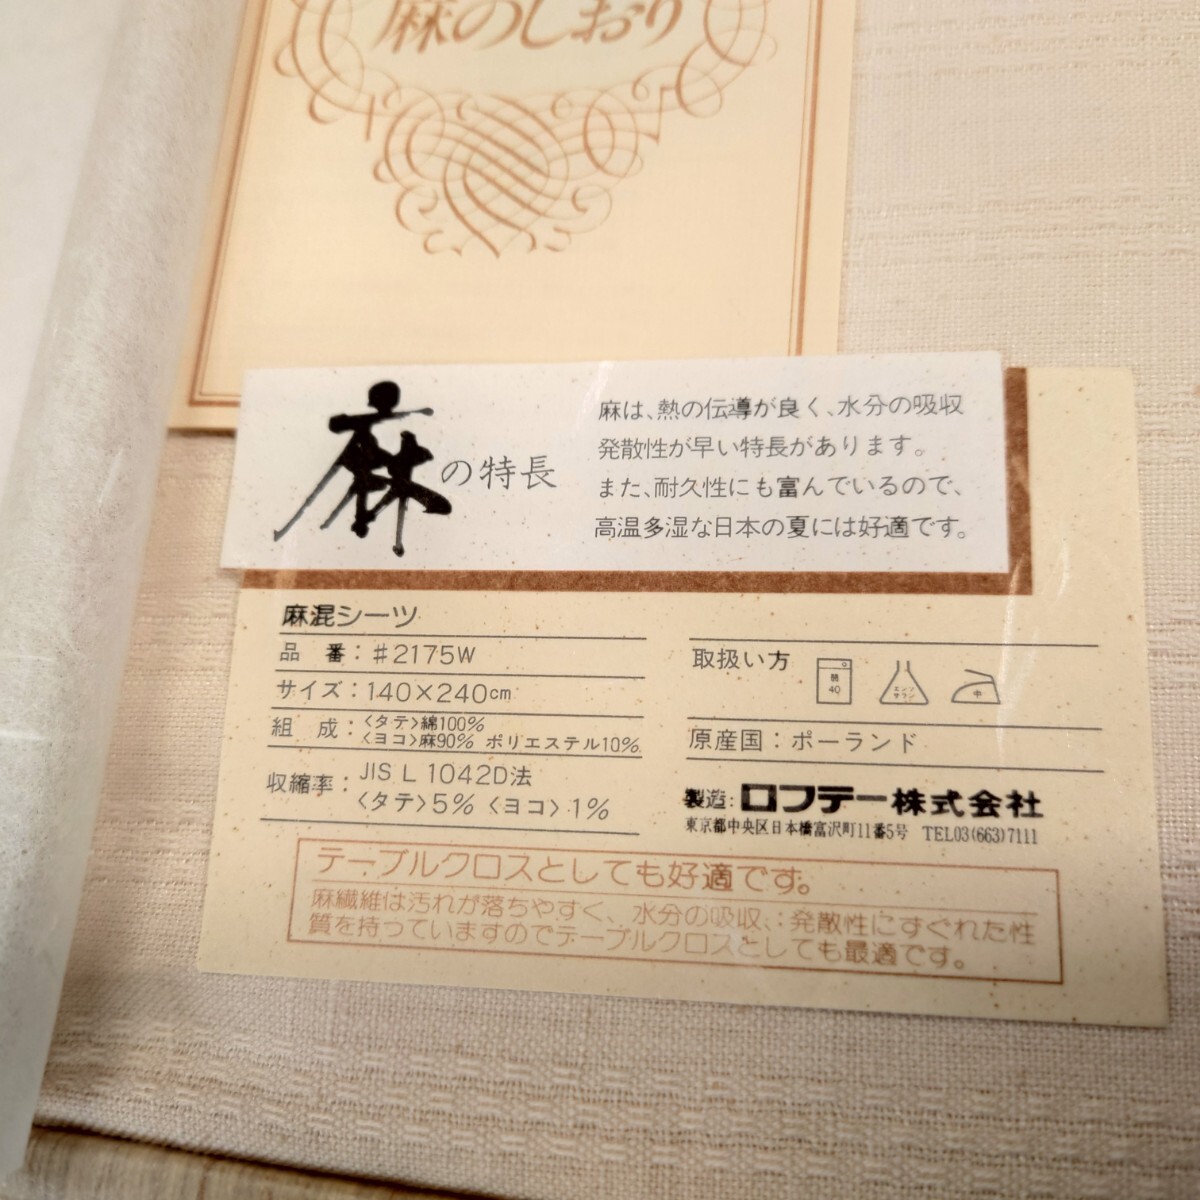 麻のしおり
麻の特長
麻は、熱の伝導が良く、水分の吸収
発散性が早い特長があります。
また、耐久性にも富んでいるので、
高温多湿な日本の夏には好適です。
麻混シーツ
品 番：#2175W
サイズ：140×240cm
組 成：〈タテ〉綿100%
〈ヨコ〉麻90% ポリエステル10%
収縮率：JIS L 1042D法
〈タテ〉5% 〈ヨコ〉1%
取扱い方
弱
40
エンソ
サラシ
中
原産国：ポーランド
製造：ロフテー株式会社
東京都中央区日本橋富沢町11番5号 TEL03(663)7111
テーブルクロスとしても好適です。
麻繊維は汚れが落ちやすく、水分の吸収、発散性にすぐれた性
質を持っていますのでテーブルクロスとしても最適です。